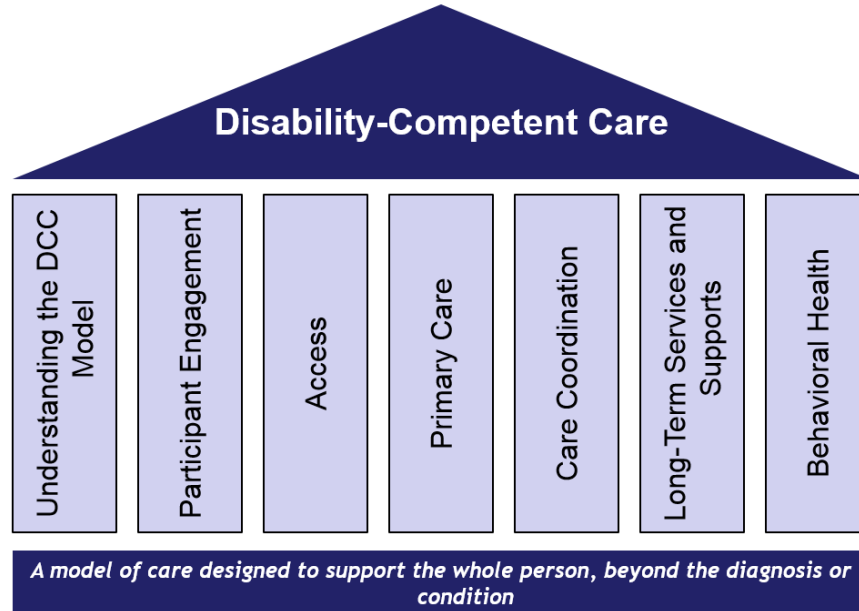 Disability-Competent Care
Understanding the DCC
Model
Participant Engagement
Access
Primary Care
Care Coordination
Long-Term Services and
Supports
Behavioral Health
A model of care designed to support the whole person, beyond the diagnosis or
condition